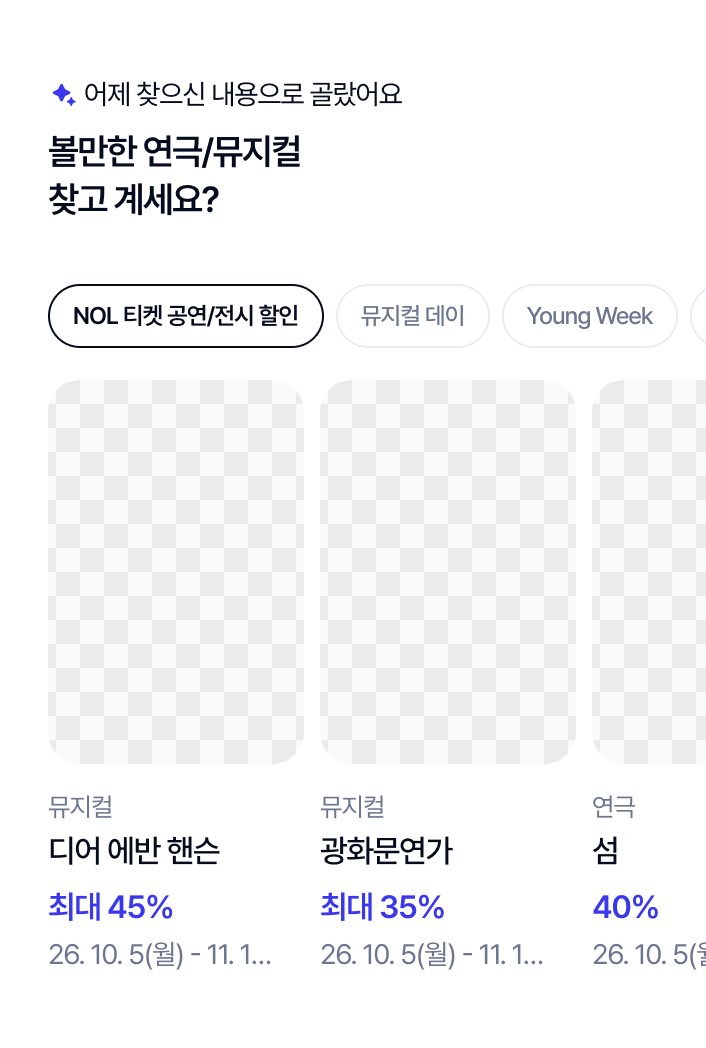 어제 찾으신 내용으로 골랐어요
볼만한 연극/뮤지컬
찾고 계세요?
NOL 티켓 공연/전시 할인
뮤지컬 데이
Young Week
뮤지컬
디어 에반 핸슨
최대 45%
26. 10. 5(월) - 11. 1...
뮤지컬
광화문연가
최대 35%
26. 10. 5(월) - 11. 1...
연극
섬
40%
26. 10. 5(월